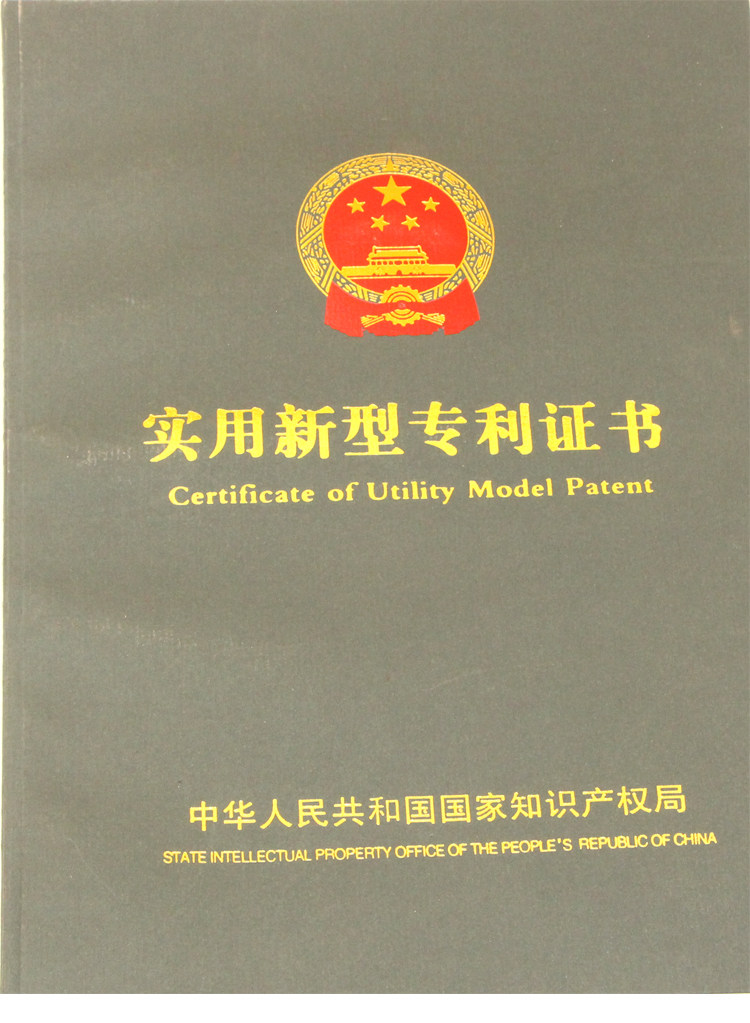 实用新型专利证书
Certificate of Utility Model Patent
中华人民共和国国家知识产权局
STATE INTELLECTUAL PROPERTY OFFICE OF THE PEOPLE'S REPUBLIC OF CHINA